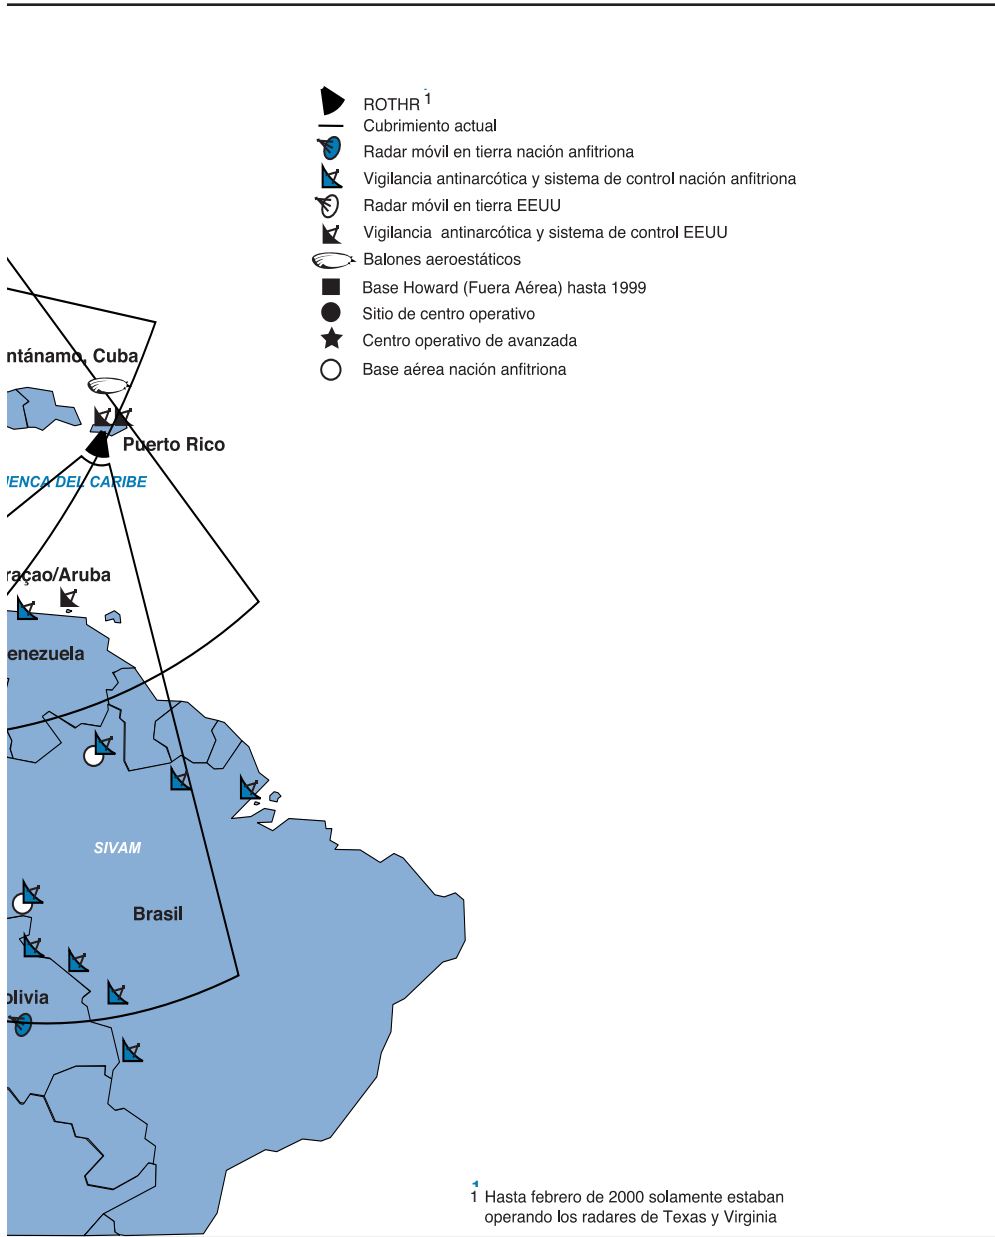 ROTHR 1
Cubrimiento actual
Radar móvil en tierra nación anfitriona
Vigilancia antinarcótica y sistema de control nación anfitriona
Radar móvil en tierra EEUU
Vigilancia antinarcótica y sistema de control EEUU
Balones aeroestáticos
Base Howard (Fuera Aérea) hasta 1999
Sitio de centro operativo
Centro operativo de avanzada
Base aérea nación anfitriona
ntánamo, Cuba
Puerto Rico
ENCA DEL CARIBE
raçao/Aruba
enezuela
SIVAM
Brasil
olivia
1 Hasta febrero de 2000 solamente estaban
operando los radares de Texas y Virginia